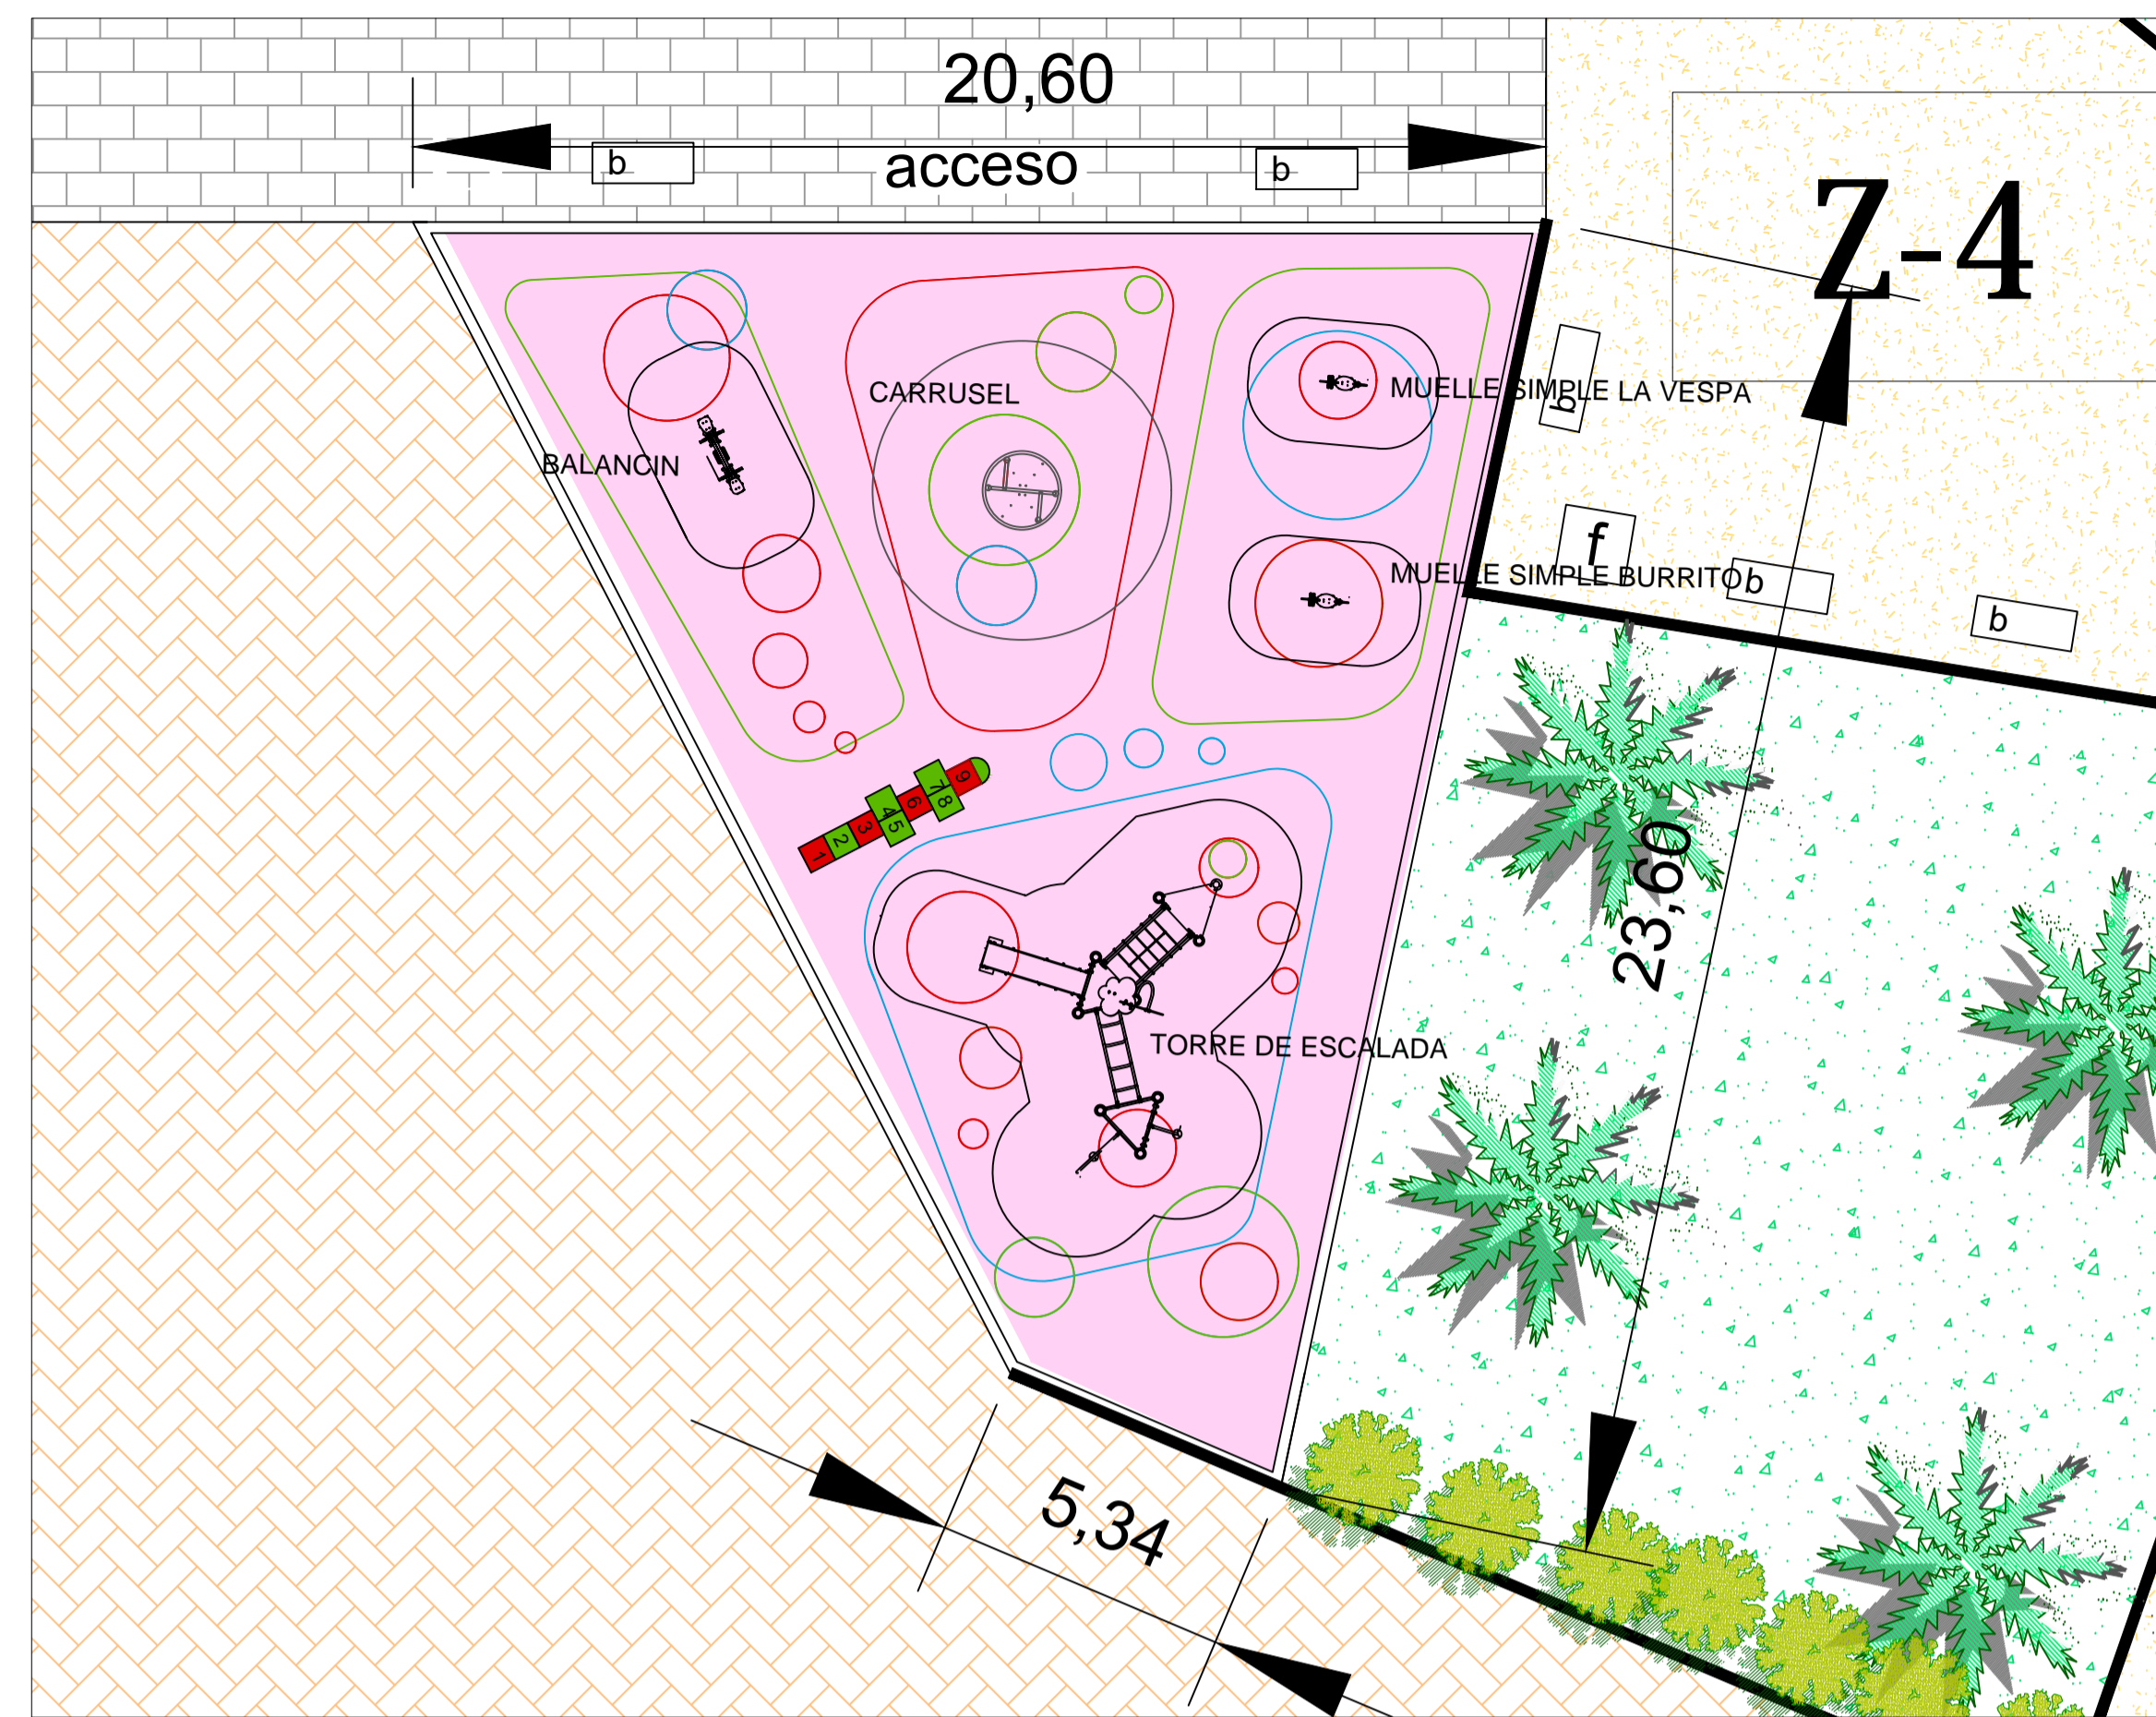 20,60
acceso
b
b
Z-4
CARRUSEL
MUELLE SIMPLE LA VESPA
b
BALANCIN
f
MUELLE SIMPLE BURRITO
b
b
1
2
3
4
5
6
7
8
9
23,60
TORRE DE ESCALADA
5,34